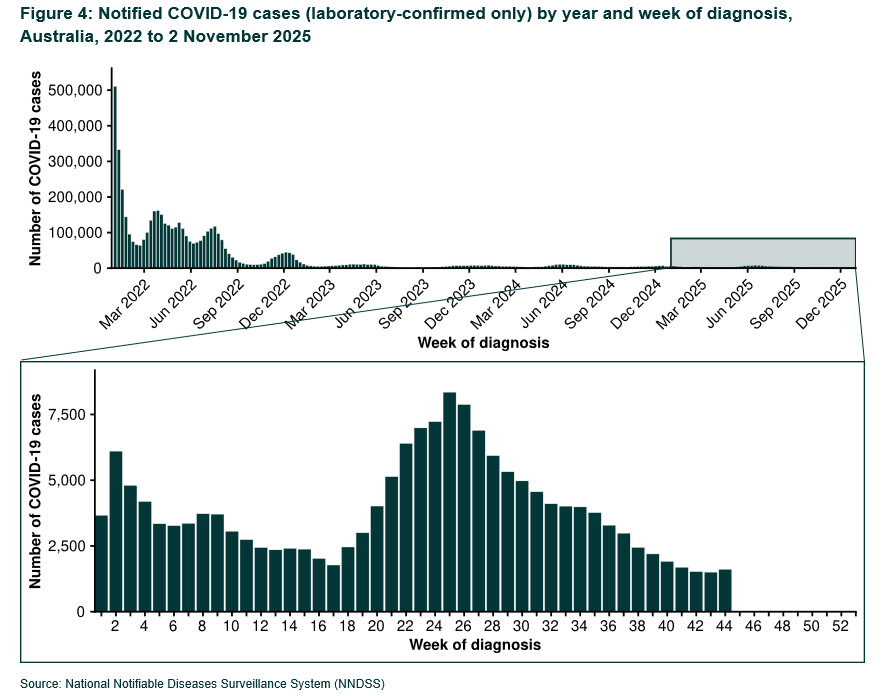 Figure 4: Notified COVID-19 cases (laboratory-confirmed only) by year and week of diagnosis,
Australia, 2022 to 2 November 2025
Number of COVID-19 cases
500,000
400,000
300,000
200,000
100,000
0
Mar 2022
Jun 2022
Sep 2022
Dec 2022
Mar 2023
Jun 2023
Sep 2023
Dec 2023
Mar 2024
Jun 2024
Sep 2024
Dec 2024
Mar 2025
Jun 2025
Sep 2025
Dec 2025
Week of diagnosis
Number of COVID-19 cases
7,500
5,000
2,500
0
2 4 6 8 10 12 14 16 18 20 22 24 26 28 30 32 34 36 38 40 42 44 46 48 50 52
Week of diagnosis
Source: National Notifiable Diseases Surveillance System (NNDSS)